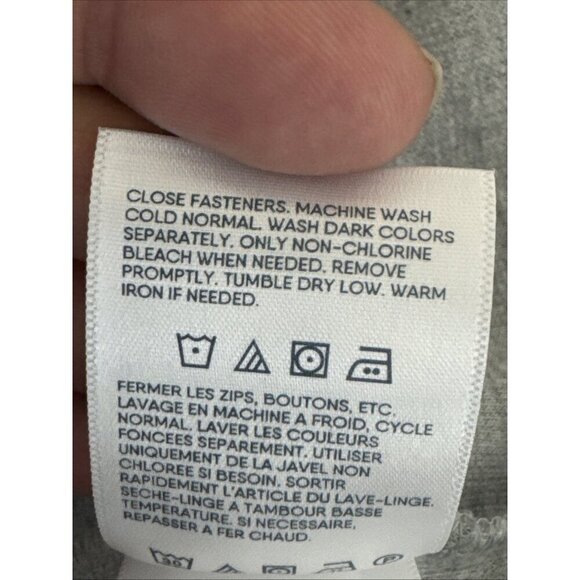 CLOSE FASTENERS. MACHINE WASH
COLD NORMAL. WASH DARK COLORS
SEPARATELY. ONLY NON-CHLORINE
BLEACH WHEN NEEDED. REMOVE
PROMPTLY. TUMBLE DRY LOW. WARM
IRON IF NEEDED.
FERMER LES ZIPS, BOUTONS, ETC.
LAVAGE EN MACHINE A FROID, CYCLE
NORMAL. LAVER LES COULEURS
FONCEES SEPAREMENT. UTILISER
UNIQUEMENT DE LA JAVEL NON
CHLOREE SI BESOIN. SORTIR
RAPIDEMENT L'ARTICLE DU LAVE-LINGE.
SECHE-LINGE A TAMBOUR BASSE
TEMPERATURE. SI NECESSAIRE,
REPASSER A FER CHAUD.
30 P